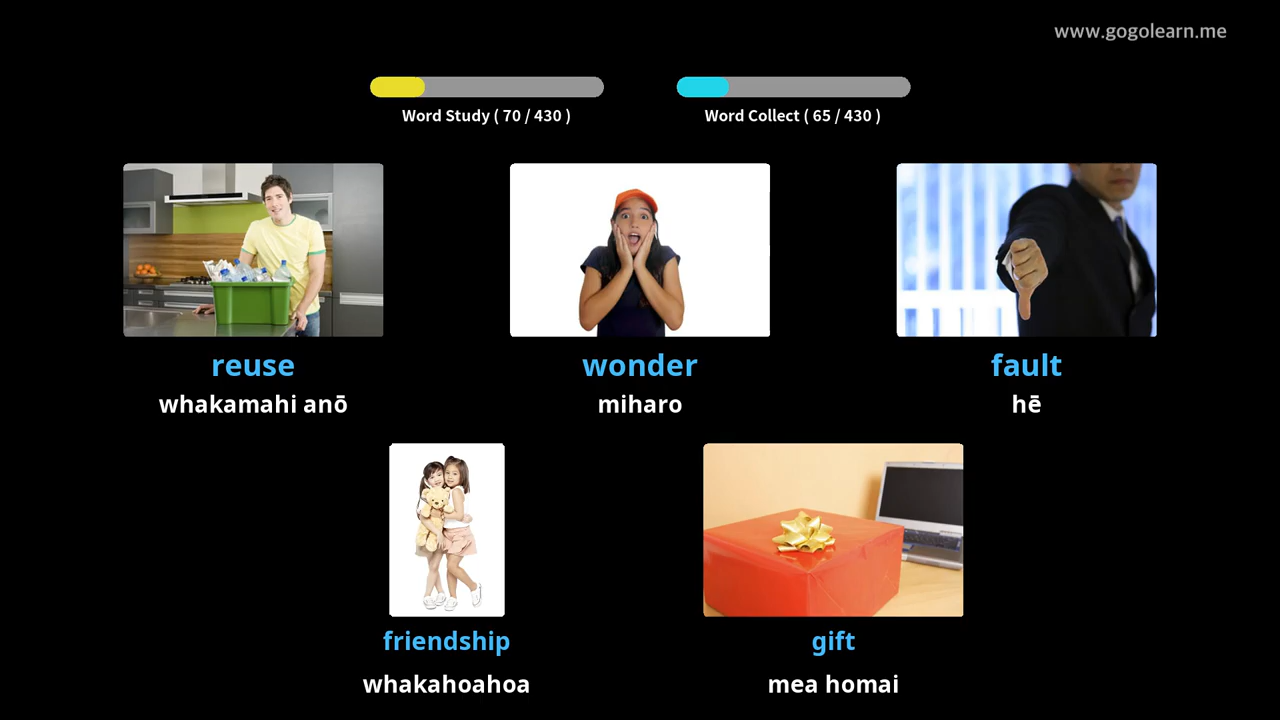 www.gogolearn.me
Word Study ( 70 / 430 )
Word Collect ( 65 / 430 )
reuse
whakamahi anō
wonder
miharo
fault
hē
friendship
whakahoahoa
gift
mea homai